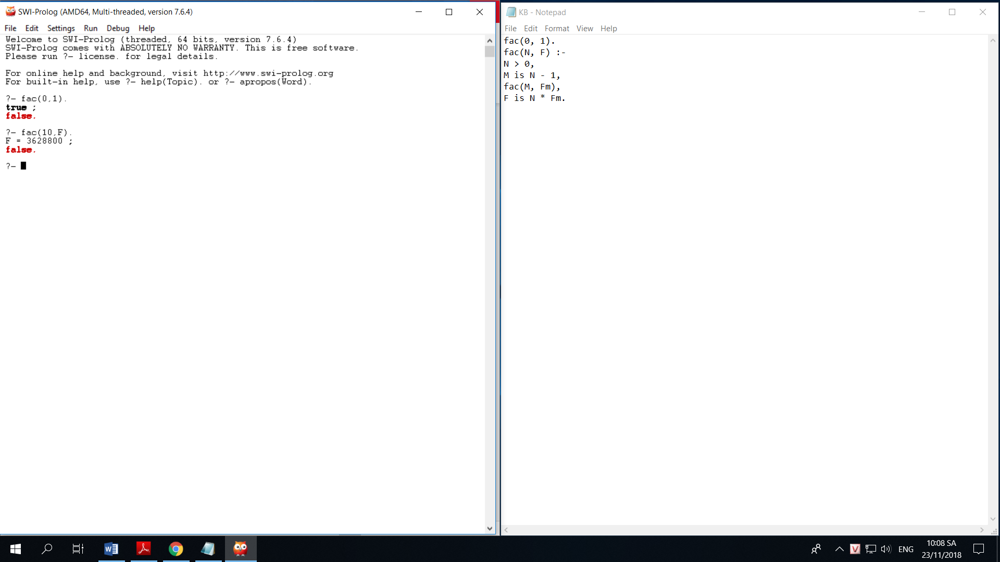 SWI-Prolog (AMD64, Multi-threaded, version 7.6.4)
File Edit Settings Run Debug Help
Welcome to SWI-Prolog (threaded, 64 bits, version 7.6.4)
SWI-Prolog comes with ABSOLUTELY NO WARRANTY. This is free software.
Please run ?- license. for legal details.
For online help and background, visit http://www.swi-prolog.org
For built-in help, use ?- help(Topic). or ?- apropos(Word).
?- fac(0,1).
true ;
false.
?- fac(10,F).
F = 3628800 ;
false.
?-
KB - Notepad
File Edit Format View Help
fac(0, 1).
fac(N, F) :-
N > 0,
M is N - 1,
fac(M, Fm),
F is N * Fm.
ENG
10:08 SA
23/11/2018